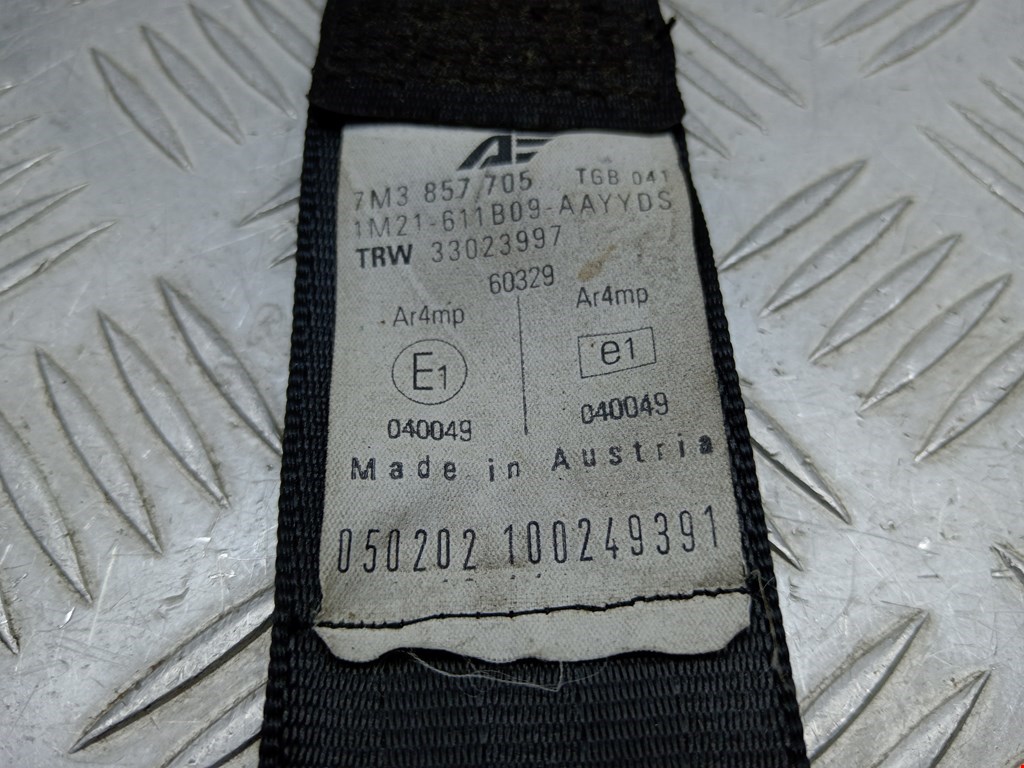 7M3 857 705 TGB 041
1M21-611B09-AAYYDS
TRW 33023997
60329
Ar4mp Ar4mp
E1 e1
040049 040049
Made in Austria
050202 100249391